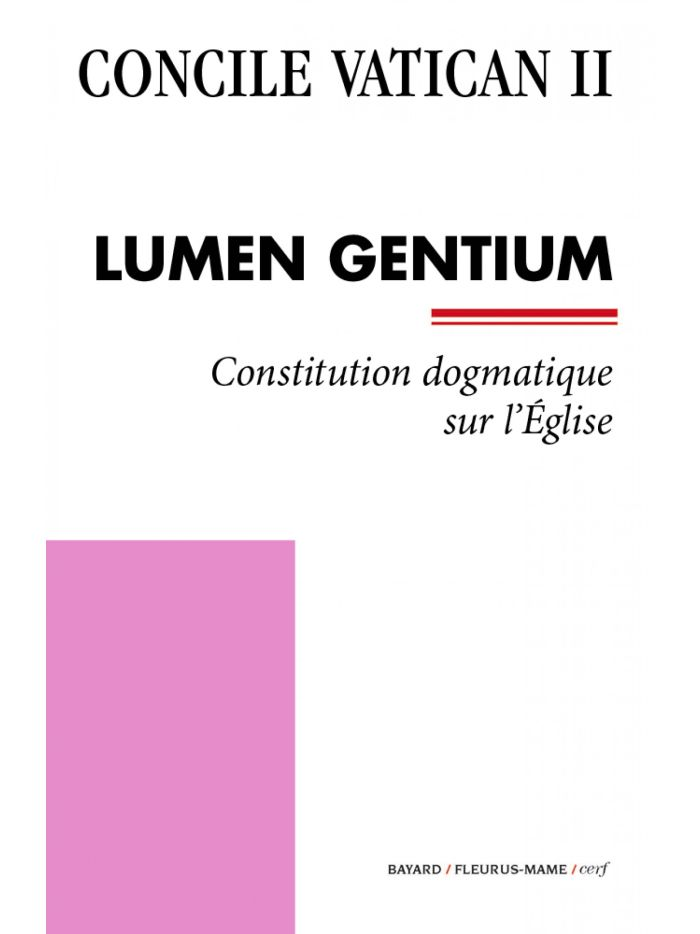 CONCILE VATICAN II
LUMEN GENTIUM
Constitution dogmatique
sur l’Église
BAYARD / FLEURUS-MAME / cerf